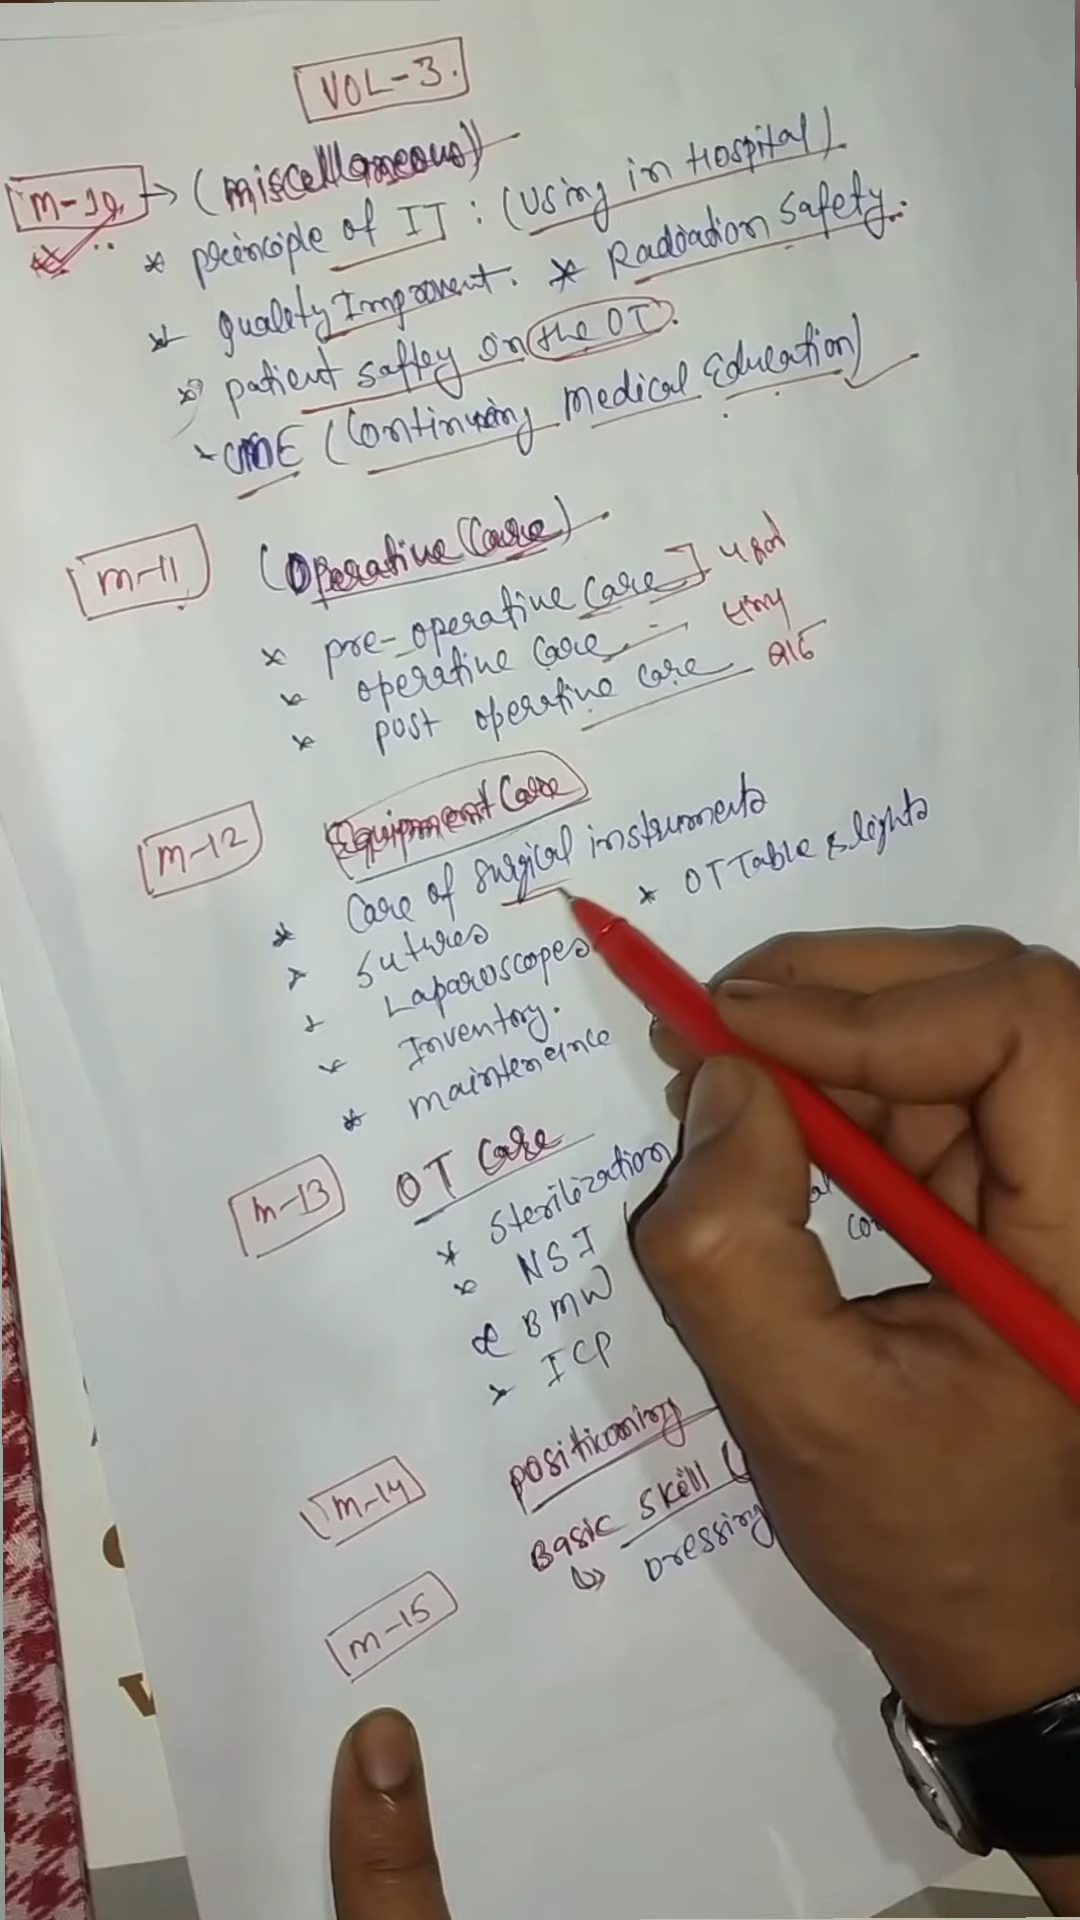 VOL-3.
M-10 → (miscellaneous)
* principle of IT : (Using in Hospital)
* Quality Improvent. * Radiation Safety.
* patient saftey in the OT.
* CME (Continuing medical Education)
M-11 (Operative Care)
* pre-operative care]
* operative care
* post operative care
M-12 Equipment Care
* Care of surgical instruments
* sutures * OT Table & lights
* Laparoscopes
* Inventory.
* maintenance
M-13 OT Care
* Sterilization
* NSI
* BMW
* ICP
M-14 positioning
M-15 Basic Skill (
↳ Dressing